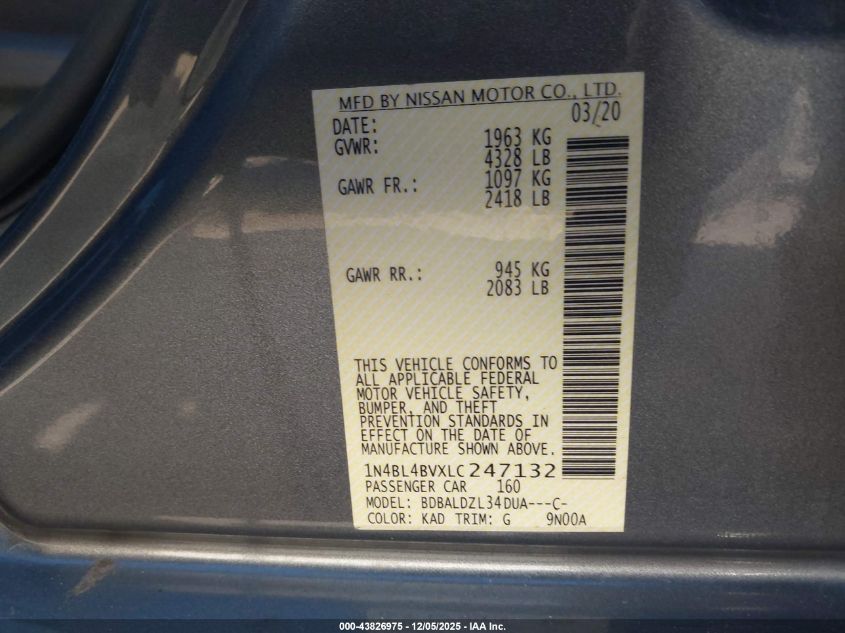 MFD BY NISSAN MOTOR CO., LTD.
DATE: 03/20
GVWR: 1963 KG
4328 LB
GAWR FR.: 1097 KG
2418 LB
GAWR RR.: 945 KG
2083 LB
THIS VEHICLE CONFORMS TO
ALL APPLICABLE FEDERAL
MOTOR VEHICLE SAFETY,
BUMPER, AND THEFT
PREVENTION STANDARDS IN
EFFECT ON THE DATE OF
MANUFACTURE SHOWN ABOVE.
1N4BL4BVXLC247132
PASSENGER CAR 160
MODEL: BDBALDZL34DUA---C-
COLOR: KAD TRIM: G 9N00A
000-43826975 - 12/05/2025 - IAA Inc.